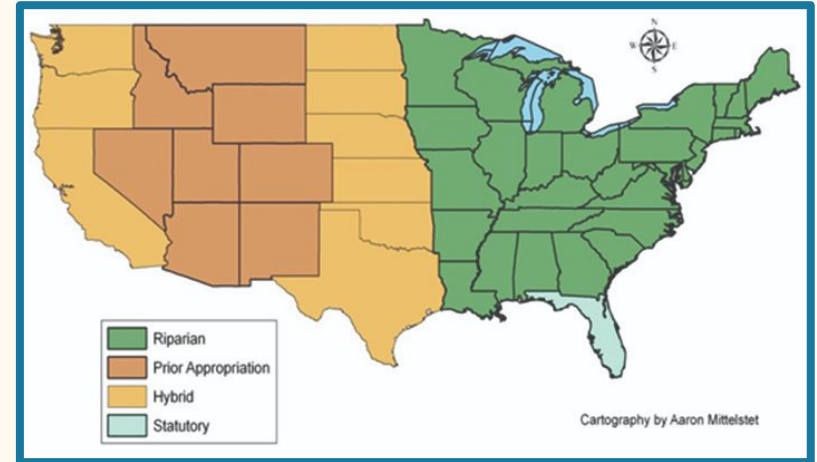 N
W E
S
Riparian
Prior Appropriation
Hybrid
Statutory
Cartography by Aaron Mittelstet